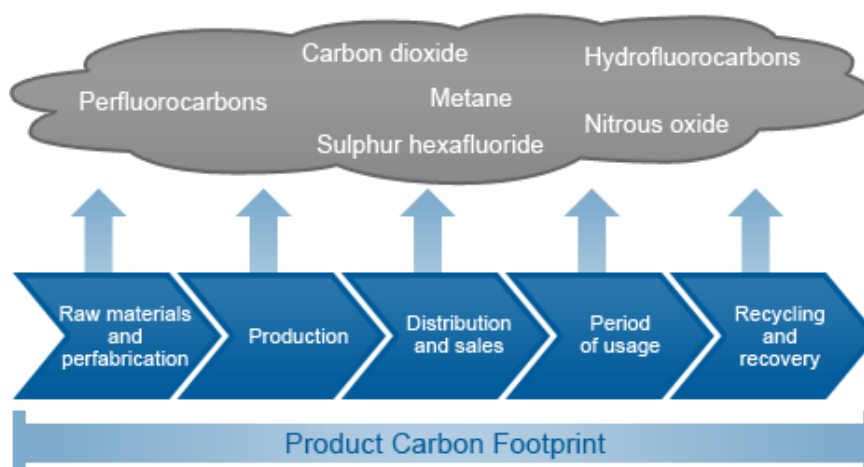 Carbon dioxide
Hydrofluorocarbons
Perfluorocarbons
Metane
Nitrous oxide
Sulphur hexafluoride
Raw materials
and
perfabrication
Production
Distribution
and sales
Period
of usage
Recycling
and
recovery
Product Carbon Footprint